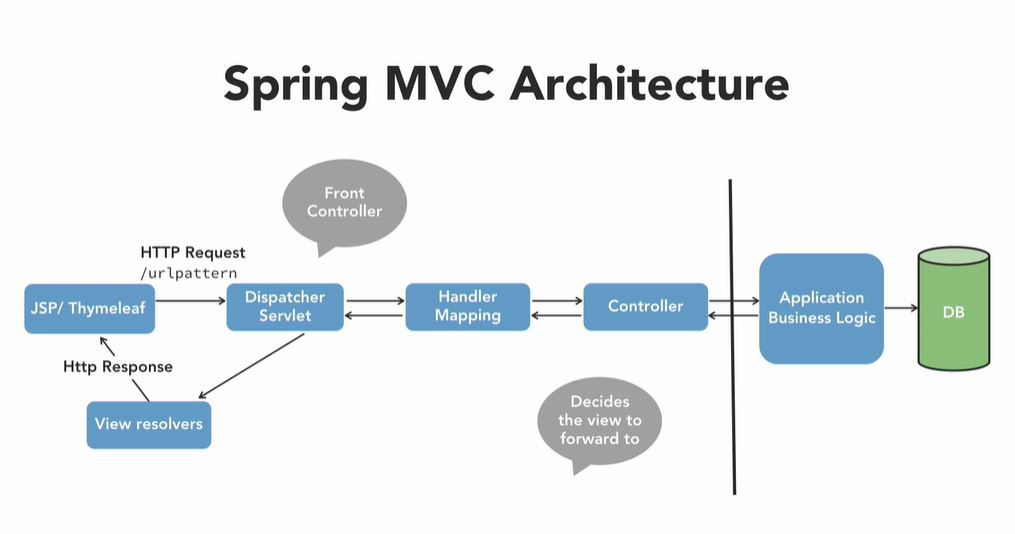 Spring MVC Architecture
Front
Controller
HTTP Request
/urlpattern
JSP/ Thymeleaf
Dispatcher
Servlet
Handler
Mapping
Controller
Application
Business Logic
DB
Http Response
View resolvers
Decides
the view to
forward to